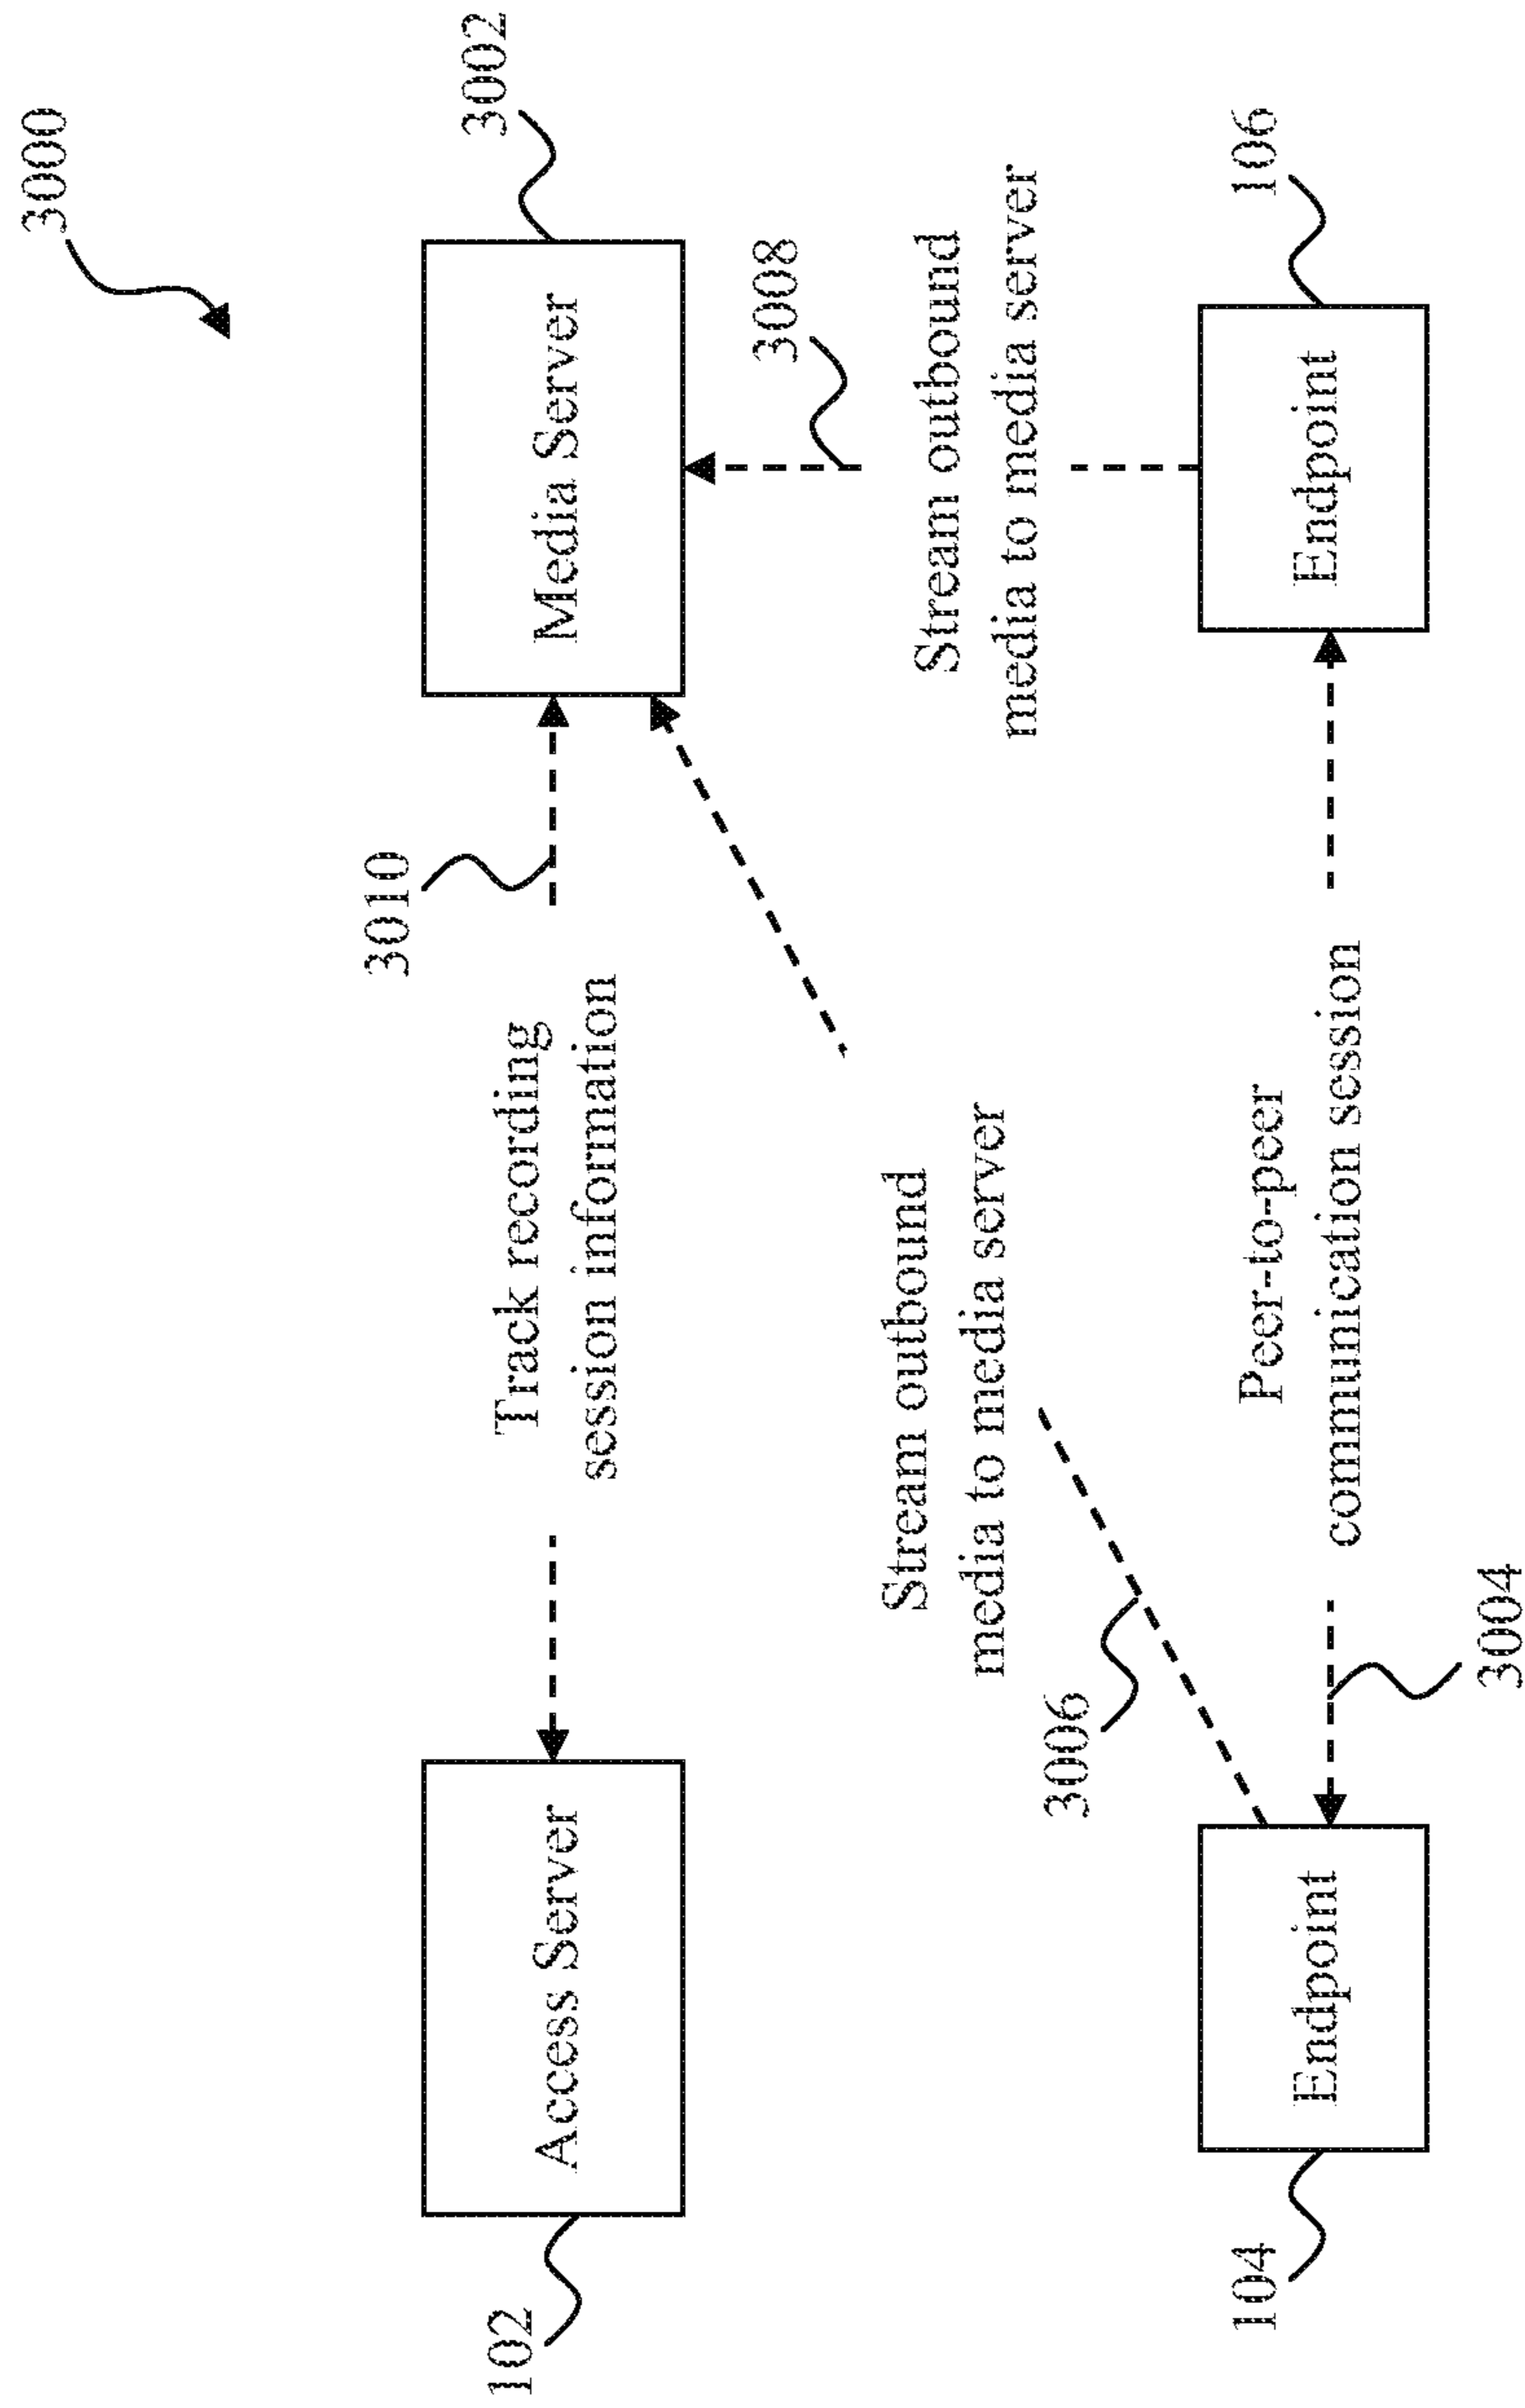 3000
102
Access Server
Track recording
session information
3010
Media Server
3002
3008
Stream outbound
media to media server
Stream outbound
media to media server
3006
104
Endpoint
Peer-to-peer
communication session
3004
Endpoint
106